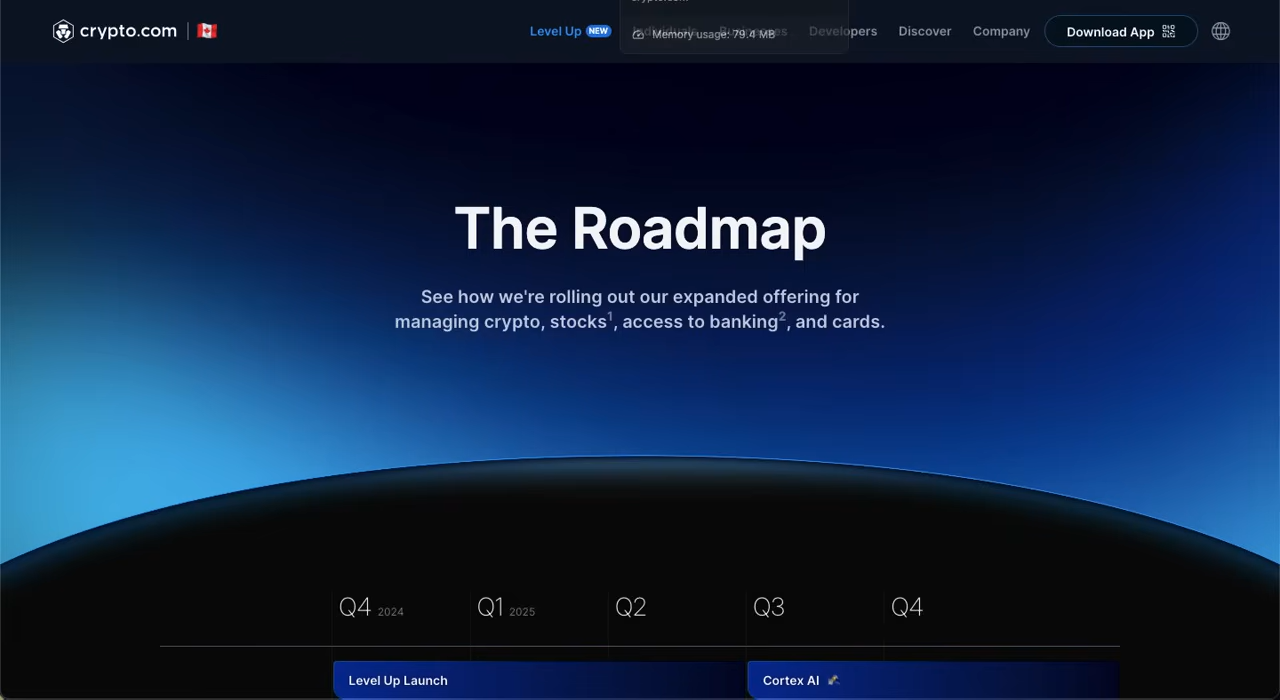 crypto.com
Level Up NEW
Memory usage: 79.4 MB
Developers
Discover
Company
Download App
The Roadmap
See how we're rolling out our expanded offering for
managing crypto, stocks1, access to banking2, and cards.
Q4 2024
Q1 2025
Q2
Q3
Q4
Level Up Launch
Cortex AI